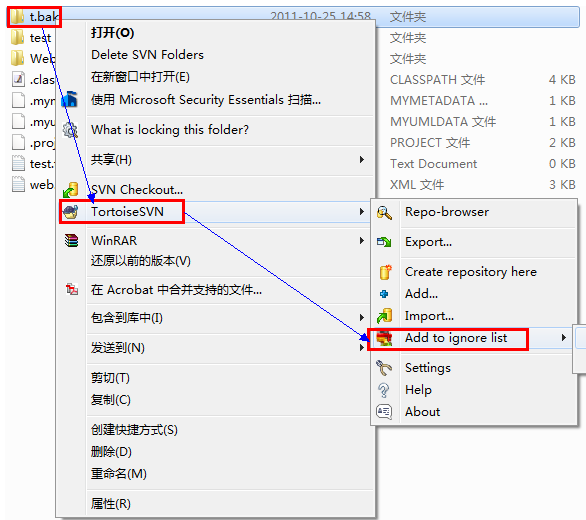 t.bak 2011-10-25 14:58 文件夹
test 文件夹
Web 文件夹
.class CLASSPATH 文件 4 KB
.mym MYMETADATA ... 1 KB
.myu MYUMLDATA 文件 1 KB
.proj PROJECT 文件 2 KB
test. Text Document 0 KB
web. XML 文件 3 KB
打开(O)
Delete SVN Folders
在新窗口中打开(E)
使用 Microsoft Security Essentials 扫描...
What is locking this folder?
共享(H)
SVN Checkout...
TortoiseSVN
WinRAR
还原以前的版本(V)
在 Acrobat 中合并支持的文件...
包含到库中(I)
发送到(N)
剪切(T)
复制(C)
创建快捷方式(S)
删除(D)
重命名(M)
属性(R)
Repo-browser
Export...
Create repository here
Add...
Import...
Add to ignore list
Settings
Help
About